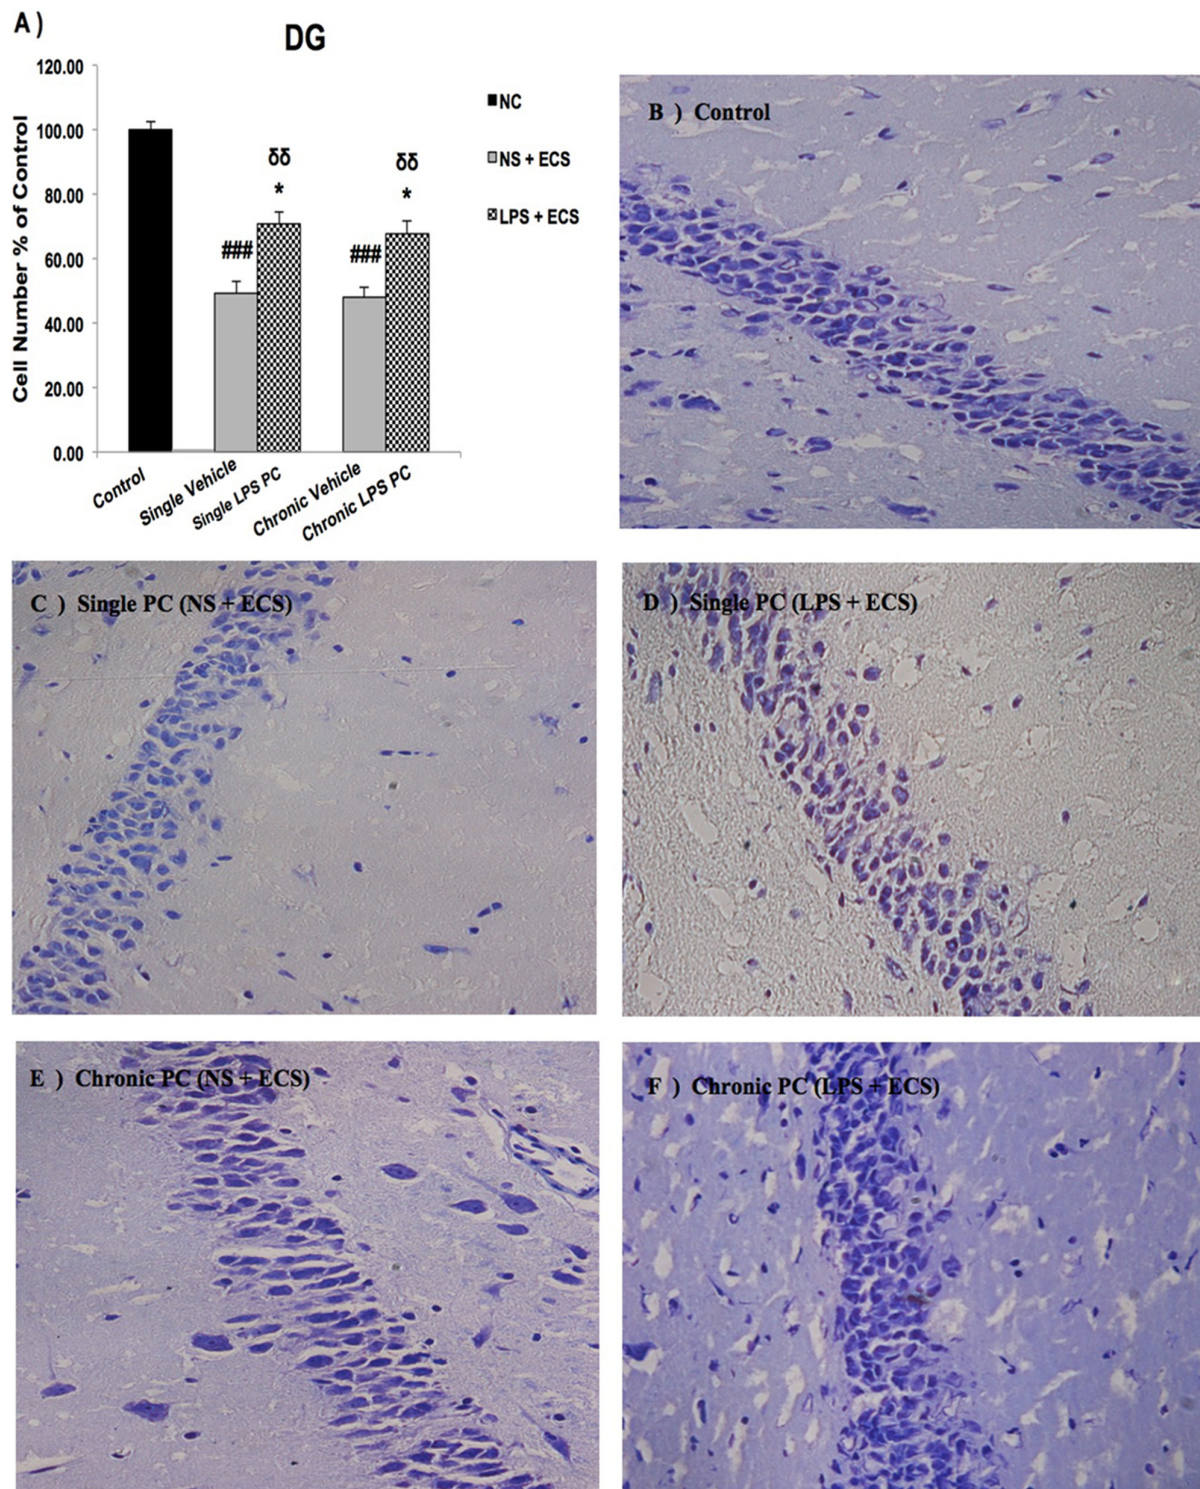 A )
DG
Cell Number % of Control
120.00
100.00
80.00
60.00
40.00
20.00
0.00
###
δδ
*
###
δδ
*
Control
Single Vehicle
Single LPS PC
Chronic Vehicle
Chronic LPS PC
NC
NS + ECS
LPS + ECS
B ) Control
C ) Single PC (NS + ECS)
D ) Single PC (LPS + ECS)
E ) Chronic PC (NS + ECS)
F ) Chronic PC (LPS + ECS)